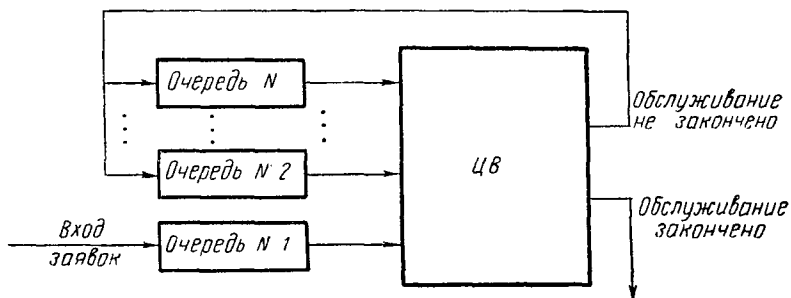 Очередь N
Обслуживание
не закончено
ЦВ
Очередь N 2
Обслуживание
закончено
Вход
заявок
Очередь N 1